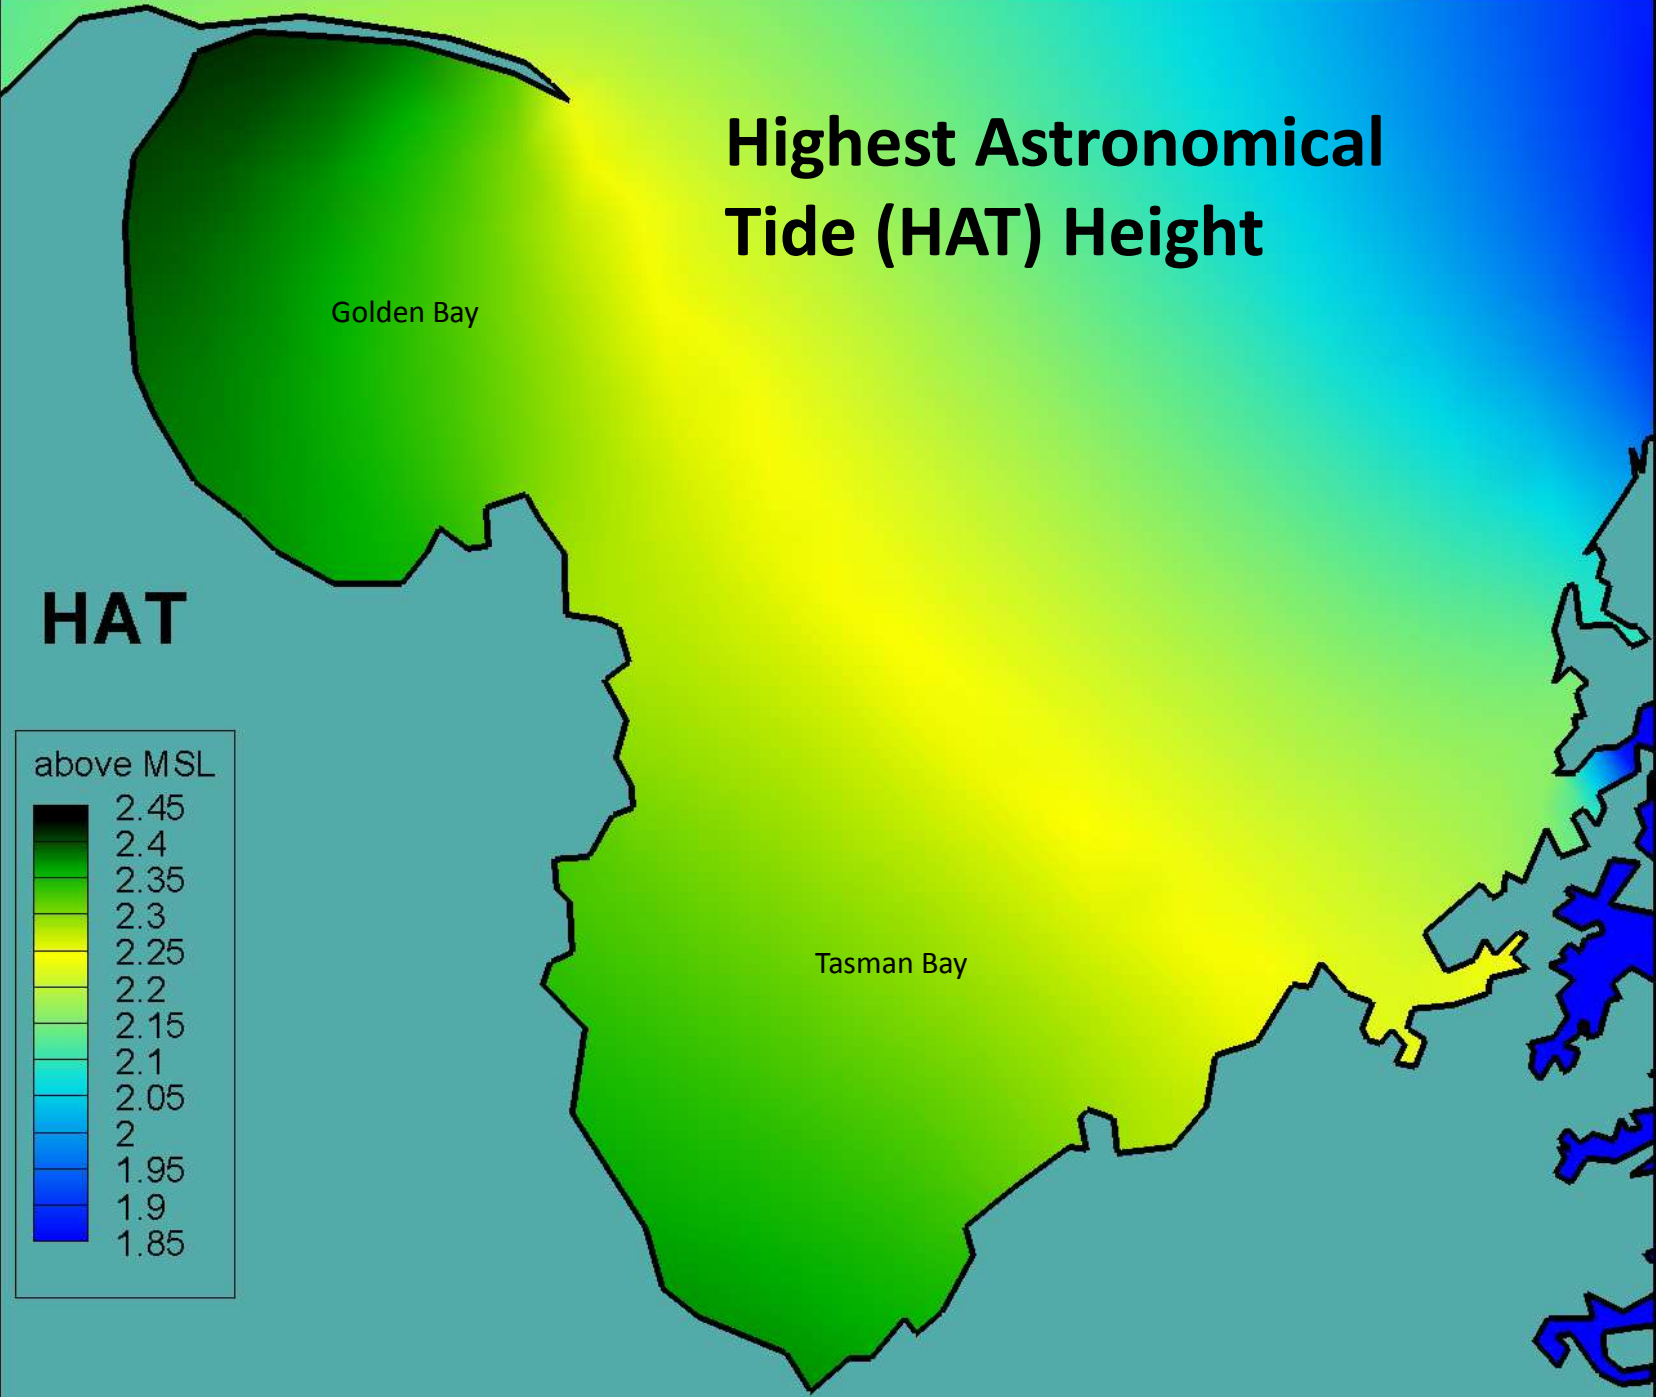 Highest Astronomical
Tide (HAT) Height
Golden Bay
HAT
above MSL
2.45
2.4
2.35
2.3
2.25
2.2
2.15
2.1
2.05
2
1.95
1.9
1.85
Tasman Bay